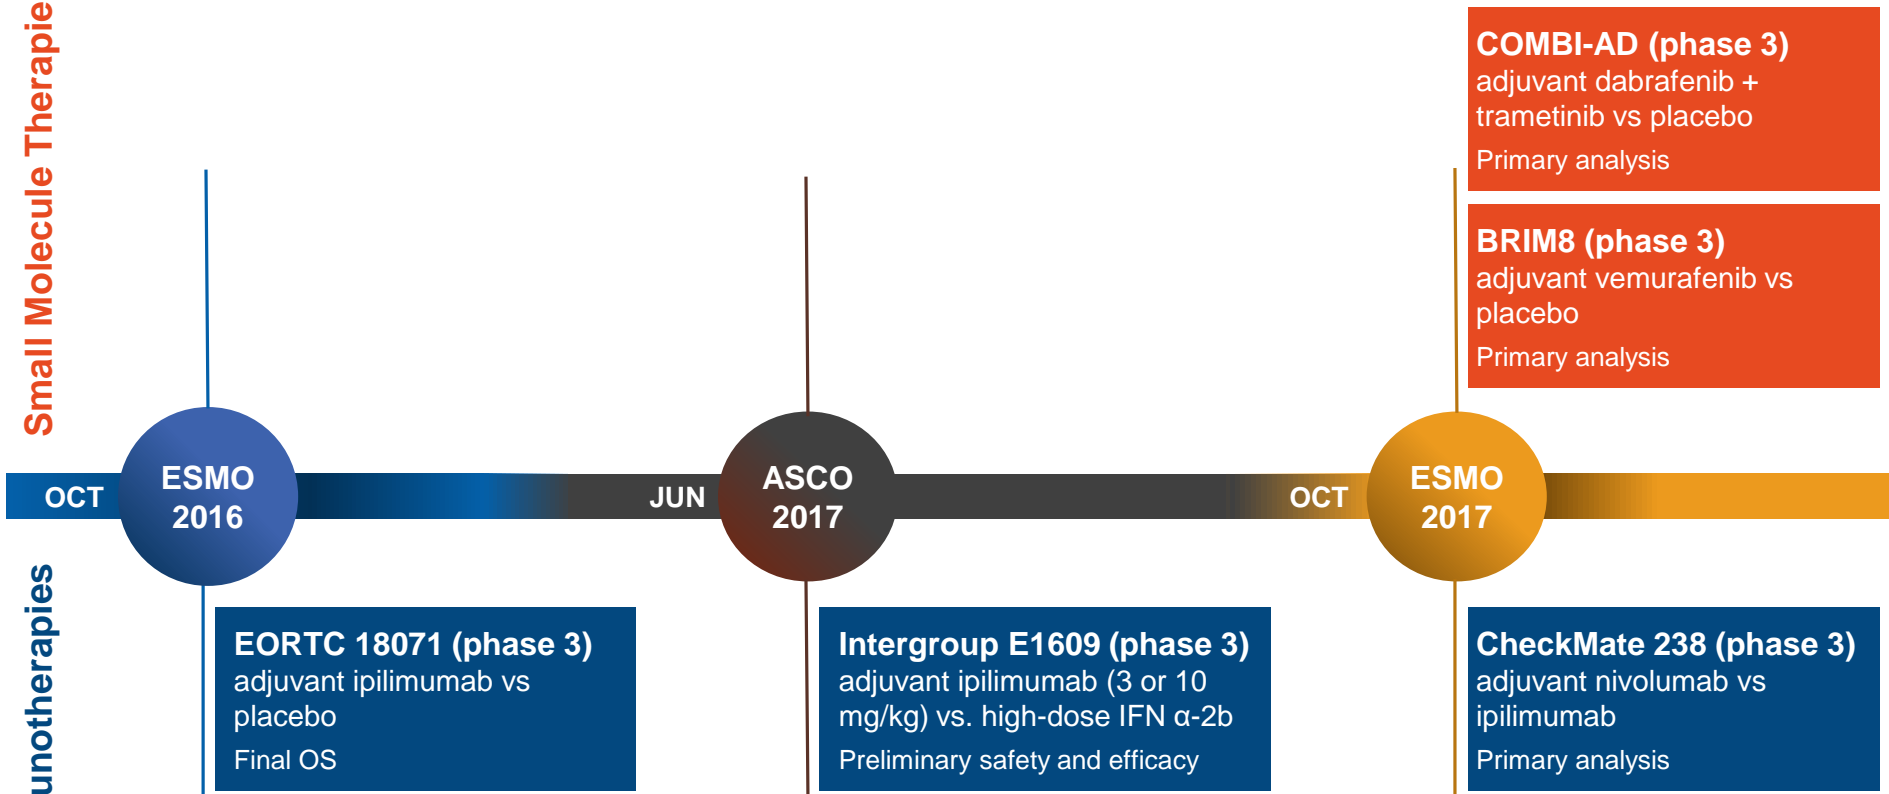 Small Molecule Therapie
COMBI-AD (phase 3)
adjuvant dabrafenib +
trametinib vs placebo
Primary analysis
BRIM8 (phase 3)
adjuvant vemurafenib vs
placebo
Primary analysis
OCT
ESMO
2016
JUN
ASCO
2017
OCT
ESMO
2017
unotherapies
EORTC 18071 (phase 3)
adjuvant ipilimumab vs
placebo
Final OS
Intergroup E1609 (phase 3)
adjuvant ipilimumab (3 or 10
mg/kg) vs. high-dose IFN α-2b
Preliminary safety and efficacy
CheckMate 238 (phase 3)
adjuvant nivolumab vs
ipilimumab
Primary analysis